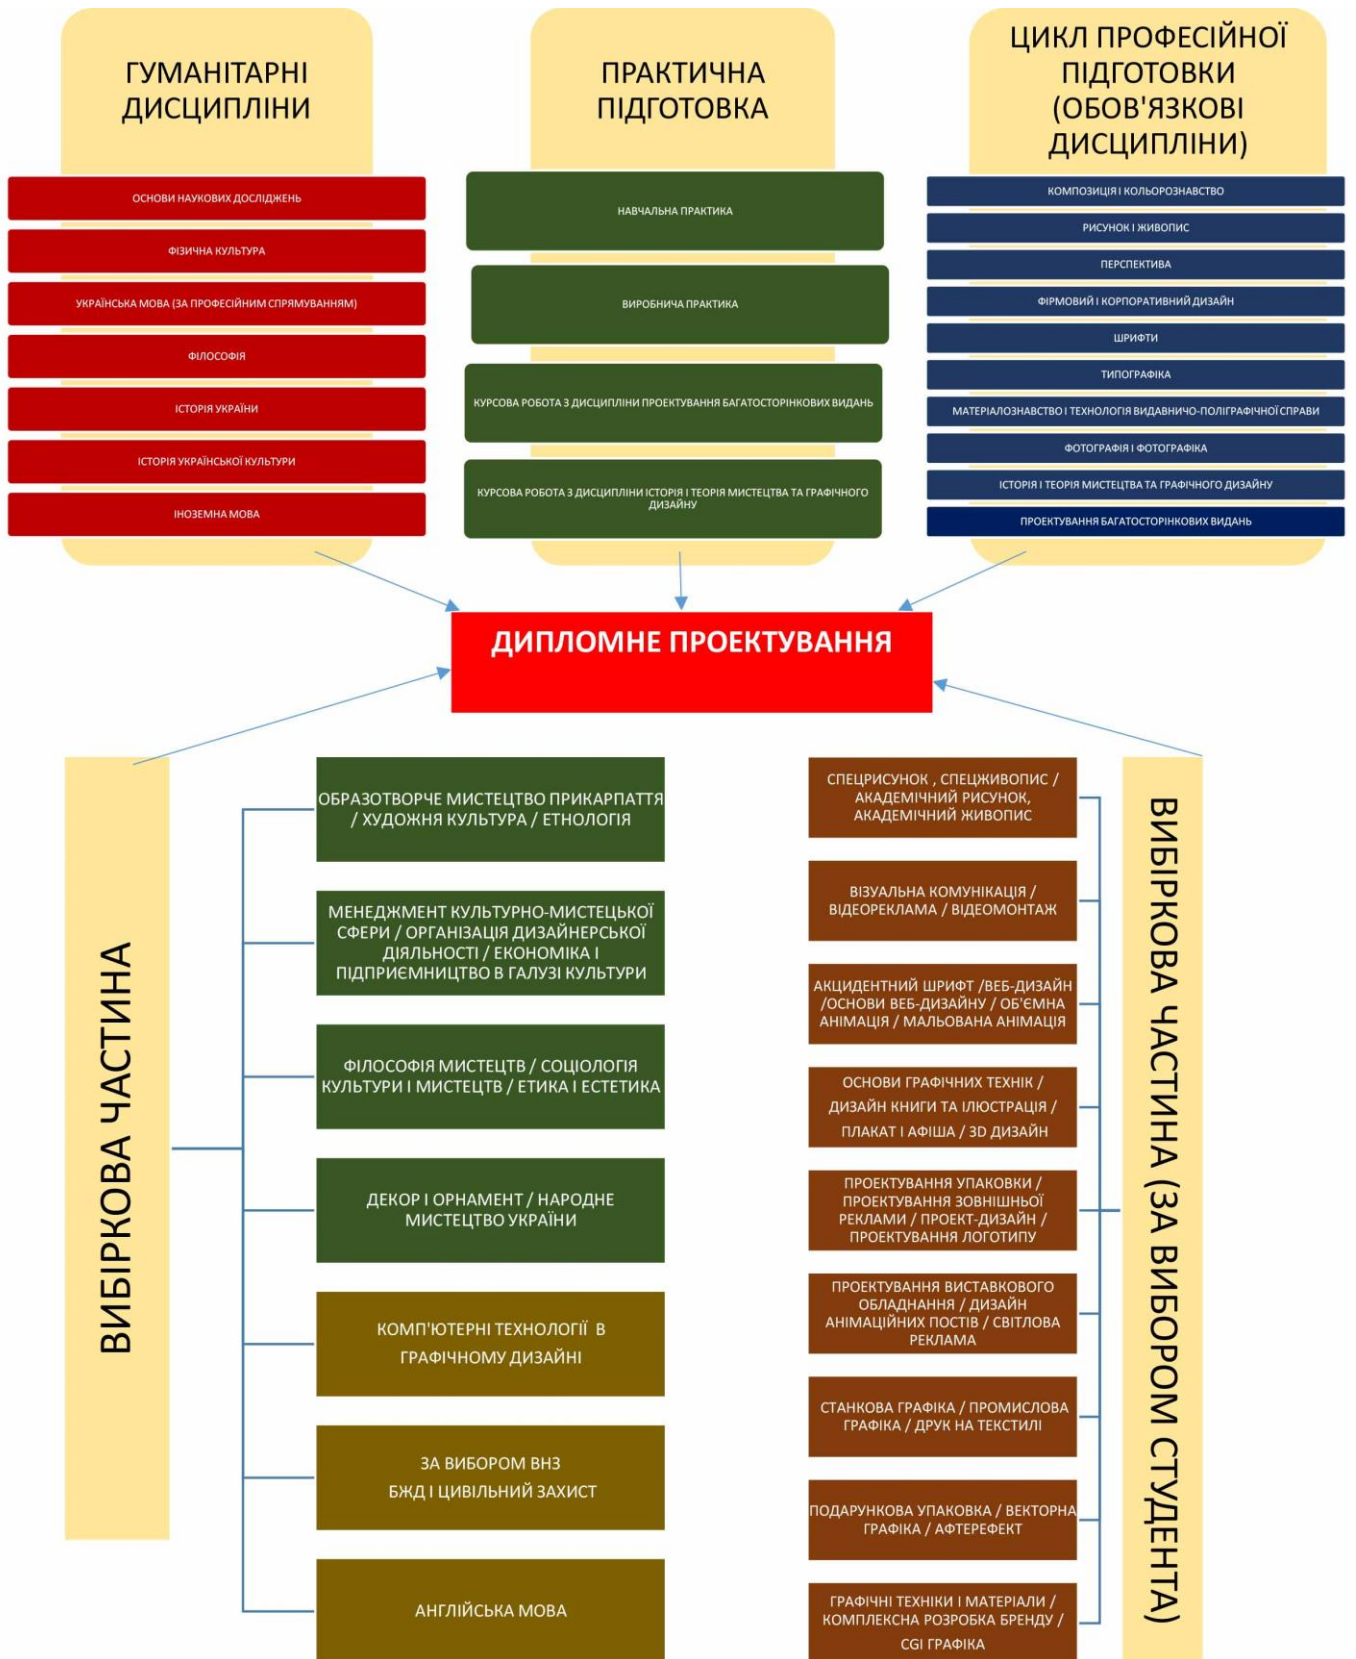 ГУМАНІТАРНІ
ДИСЦИПЛІНИ
ОСНОВИ НАУКОВИХ ДОСЛІДЖЕНЬ
ФІЗИЧНА КУЛЬТУРА
УКРАЇНСЬКА МОВА (ЗА ПРОФЕСІЙНИМ СПРЯМУВАННЯМ)
ФІЛОСОФІЯ
ІСТОРІЯ УКРАЇНИ
ІСТОРІЯ УКРАЇНСЬКОЇ КУЛЬТУРИ
ІНОЗЕМНА МОВА
ПРАКТИЧНА
ПІДГОТОВКА
НАВЧАЛЬНА ПРАКТИКА
ВИРОБНИЧА ПРАКТИКА
КУРСОВА РОБОТА З ДИСЦИПЛІНИ ПРОЕКТУВАННЯ БАГАТОСТОРІНКОВИХ ВИДАНЬ
КУРСОВА РОБОТА З ДИСЦИПЛІНИ ІСТОРІЯ І ТЕОРІЯ МИСТЕЦТВА ТА ГРАФІЧНОГО
ДИЗАЙНУ
ЦИКЛ ПРОФЕСІЙНОЇ
ПІДГОТОВКИ
(ОБОВ'ЯЗКОВІ
ДИСЦИПЛІНИ)
КОМПОЗИЦІЯ І КОЛЬОРОЗНАВСТВО
РИСУНОК І ЖИВОПИС
ПЕРСПЕКТИВА
ФІРМОВИЙ І КОРПОРАТИВНИЙ ДИЗАЙН
ШРИФТИ
ТИПОГРАФІКА
МАТЕРІАЛОЗНАВСТВО І ТЕХНОЛОГІЯ ВИДАВНИЧО-ПОЛІГРАФІЧНОЇ СПРАВИ
ФОТОГРАФІЯ І ФОТОГРАФІКА
ІСТОРІЯ І ТЕОРІЯ МИСТЕЦТВА ТА ГРАФІЧНОГО ДИЗАЙНУ
ПРОЕКТУВАННЯ БАГАТОСТОРІНКОВИХ ВИДАНЬ
ДИПЛОМНЕ ПРОЕКТУВАННЯ
ВИБІРКОВА ЧАСТИНА
ОБРАЗОТВОРЧЕ МИСТЕЦТВО ПРИКАРПАТТЯ
/ ХУДОЖНЯ КУЛЬТУРА / ЕТНОЛОГІЯ
МЕНЕДЖМЕНТ КУЛЬТУРНО-МИСТЕЦЬКОЇ
СФЕРИ / ОРГАНІЗАЦІЯ ДИЗАЙНЕРСЬКОЇ
ДІЯЛЬНОСТІ / ЕКОНОМІКА І
ПІДПРИЄМНИЦТВО В ГАЛУЗІ КУЛЬТУРИ
ФІЛОСОФІЯ МИСТЕЦТВ / СОЦІОЛОГІЯ
КУЛЬТУРИ І МИСТЕЦТВ / ЕТИКА І ЕСТЕТИКА
ДЕКОР І ОРНАМЕНТ / НАРОДНЕ
МИСТЕЦТВО УКРАЇНИ
КОМП'ЮТЕРНІ ТЕХНОЛОГІЇ В
ГРАФІЧНОМУ ДИЗАЙНІ
ЗА ВИБОРОМ ВНЗ
БЖД І ЦИВІЛЬНИЙ ЗАХИСТ
АНГЛІЙСЬКА МОВА
СПЕЦРИСУНОК , СПЕЦЖИВОПИС /
АКАДЕМІЧНИЙ РИСУНОК,
АКАДЕМІЧНИЙ ЖИВОПИС
ВІЗУАЛЬНА КОМУНІКАЦІЯ /
ВІДЕОРЕКЛАМА / ВІДЕОМОНТАЖ
АКЦИДЕНТНИЙ ШРИФТ /ВЕБ-ДИЗАЙН
/ОСНОВИ ВЕБ-ДИЗАЙНУ / ОБ'ЄМНА
АНІМАЦІЯ / МАЛЬОВАНА АНІМАЦІЯ
ОСНОВИ ГРАФІЧНИХ ТЕХНІК /
ДИЗАЙН КНИГИ ТА ІЛЮСТРАЦІЯ /
ПЛАКАТ І АФІША / 3D ДИЗАЙН
ПРОЕКТУВАННЯ УПАКОВКИ /
ПРОЕКТУВАННЯ ЗОВНІШНЬОЇ
РЕКЛАМИ / ПРОЕКТ-ДИЗАЙН /
ПРОЕКТУВАННЯ ЛОГОТИПУ
ПРОЕКТУВАННЯ ВИСТАВКОВОГО
ОБЛАДНАННЯ / ДИЗАЙН
АНІМАЦІЙНИХ ПОСТІВ / СВІТЛОВА
РЕКЛАМА
СТАНКОВА ГРАФІКА / ПРОМИСЛОВА
ГРАФІКА / ДРУК НА ТЕКСТИЛІ
ПОДАРУНКОВА УПАКОВКА / ВЕКТОРНА
ГРАФІКА / АФТЕРЕФЕКТ
ГРАФІЧНІ ТЕХНІКИ І МАТЕРІАЛИ /
КОМПЛЕКСНА РОЗРОБКА БРЕНДУ /
CGI ГРАФІКА
ВИБІРКОВА ЧАСТИНА (ЗА ВИБОРОМ СТУДЕНТА)